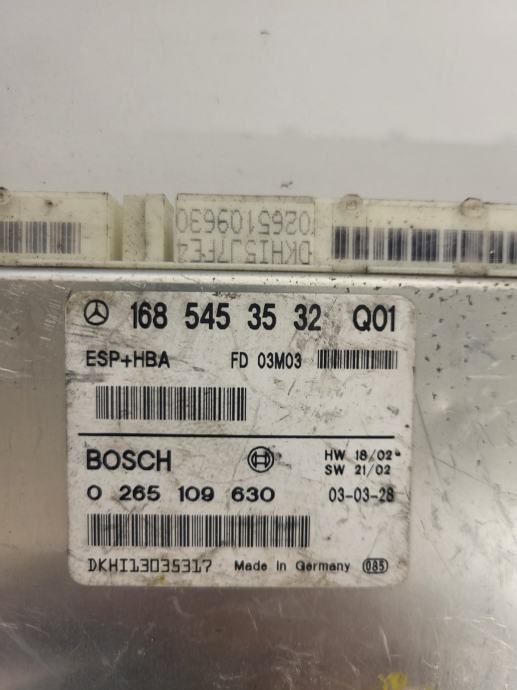 0265109630
DKHI5J7FE4
168 545 35 32 Q01
ESP+HBA FD 03M03
BOSCH HW 18/02
SW 21/02
0 265 109 630 03-03-28
DKHI13035317 Made in Germany 085